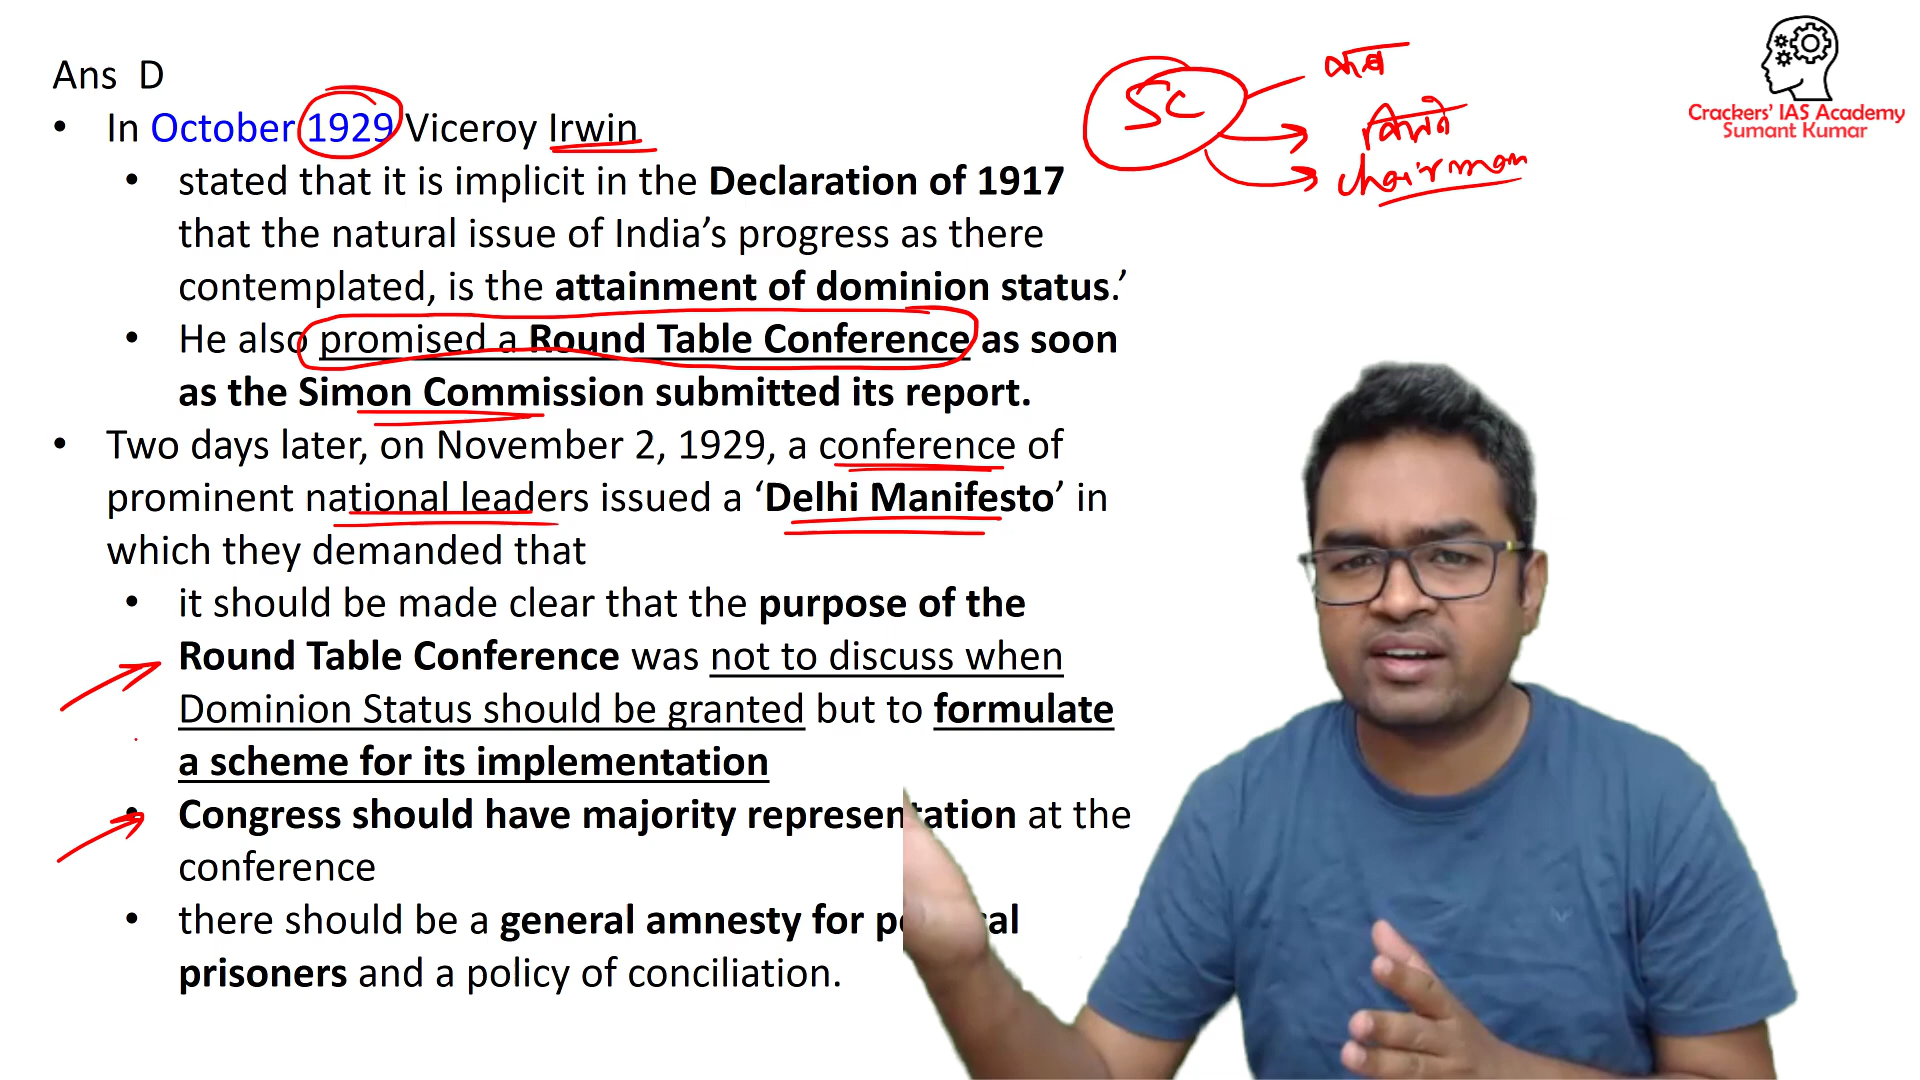 Ans D
• In October 1929 Viceroy Irwin
• stated that it is implicit in the Declaration of 1917
that the natural issue of India’s progress as there
contemplated, is the attainment of dominion status.’
• He also promised a Round Table Conference as soon
as the Simon Commission submitted its report.
• Two days later, on November 2, 1929, a conference of
prominent national leaders issued a ‘Delhi Manifesto’ in
which they demanded that
• it should be made clear that the purpose of the
Round Table Conference was not to discuss when
Dominion Status should be granted but to formulate
a scheme for its implementation
• Congress should have majority representation at the
conference
• there should be a general amnesty for political
prisoners and a policy of conciliation.
SC
कब
chairman
Crackers’ IAS Academy
Sumant Kumar